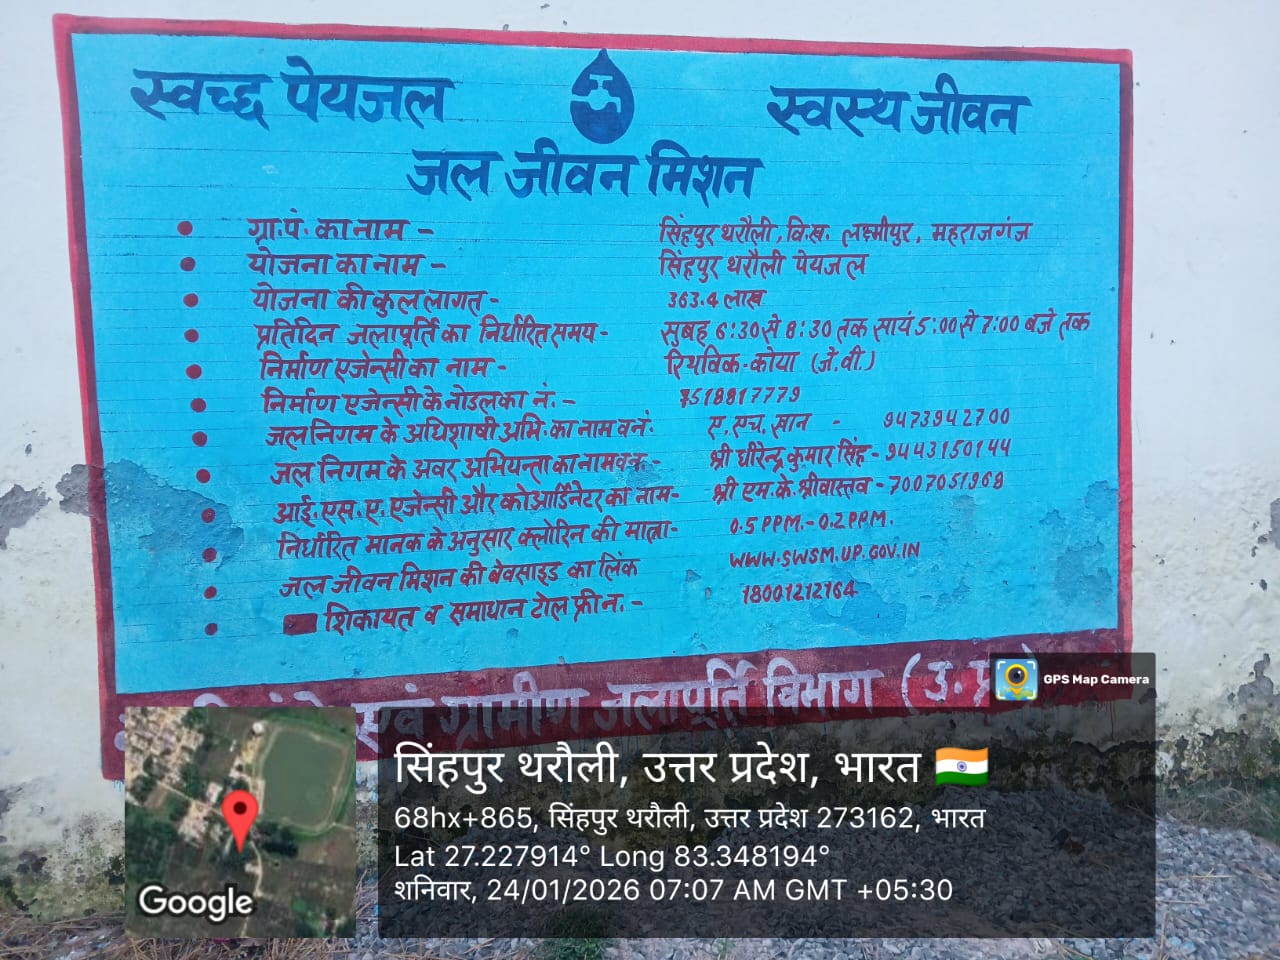 स्वच्छ पेयजल स्वस्थ जीवन
जल जीवन मिशन
ग्रा.पं. का नाम - सिंहपुर थरौली, वि.ख. लक्ष्मीपुर, महराजगंज
योजना का नाम - सिंहपुर थरौली पेयजल
योजना की कुल लागत - 363.4 लाख
प्रतिदिन जलापूर्ति का निर्धारित समय - सुबह 6:30 से 8:30 तक सायं 5:00 से 7:00 बजे तक
निर्माण एजेन्सी का नाम - रिथविक-कोया (जे.वी.)
निर्माण एजेन्सी के नोडल का नं. - 7518817779
जल निगम के अधिशाषी अभि. का नाम व नं. ए. एच. खान - 9473942700
जल निगम के अवर अभियन्ता का नाम व नं. - श्री धीरेन्द्र कुमार सिंह - 9443150144
आई. एस. ए. एजेन्सी और कोआर्डिनेटर का नाम - श्री एम. के. श्रीवास्तव - 7007051968
निर्धारित मानक के अनुसार क्लोरिन की मात्रा - 0.5 PPM. - 0.2 PPM.
जल जीवन मिशन की बेवसाइड का लिंक WWW.SWSM.UP.GOV.IN
शिकायत व समाधान टोल फ्री न. - 18001212164
एवं ग्रामीण जलापूर्ति विभाग (उ.प्र.
GPS Map Camera
सिंहपुर थरौली, उत्तर प्रदेश, भारत
68hx+865, सिंहपुर थरौली, उत्तर प्रदेश 273162, भारत
Lat 27.227914° Long 83.348194°
शनिवार, 24/01/2026 07:07 AM GMT +05:30
Google